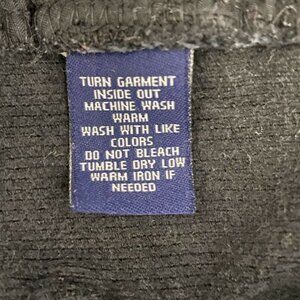 TURN GARMENT
INSIDE OUT
MACHINE WASH
WARM
WASH WITH LIKE
COLORS
DO NOT BLEACH
TUMBLE DRY LOW
WARM IRON IF
NEEDED